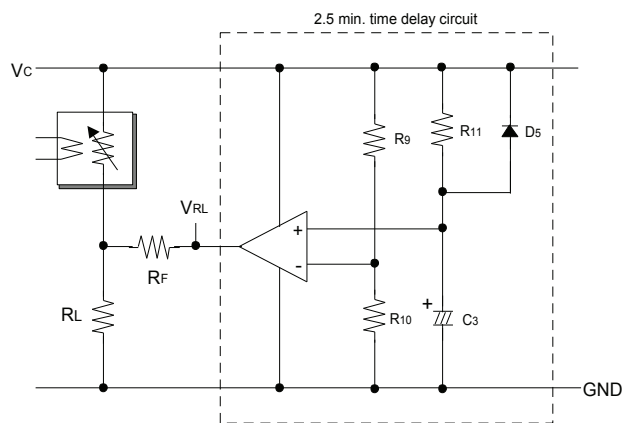 2.5 min. time delay circuit
VC
R9
R11
D5
VRL
+
-
RF
RL
R10
+
C3
GND